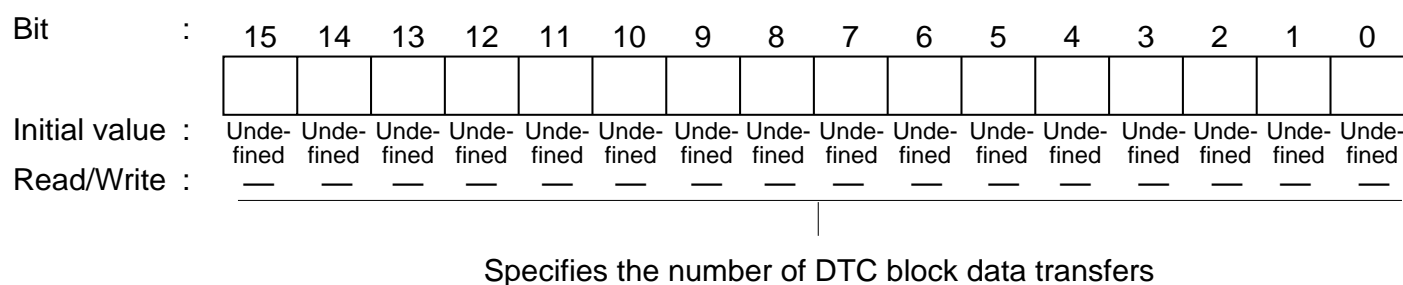 Bit : 15 14 13 12 11 10 9 8 7 6 5 4 3 2 1 0
Initial value : Unde- Unde- Unde- Unde- Unde- Unde- Unde- Unde- Unde- Unde- Unde- Unde- Unde- Unde- Unde- Unde-
fined fined fined fined fined fined fined fined fined fined fined fined fined fined fined fined
Read/Write : — — — — — — — — — — — — — — — —
Specifies the number of DTC block data transfers